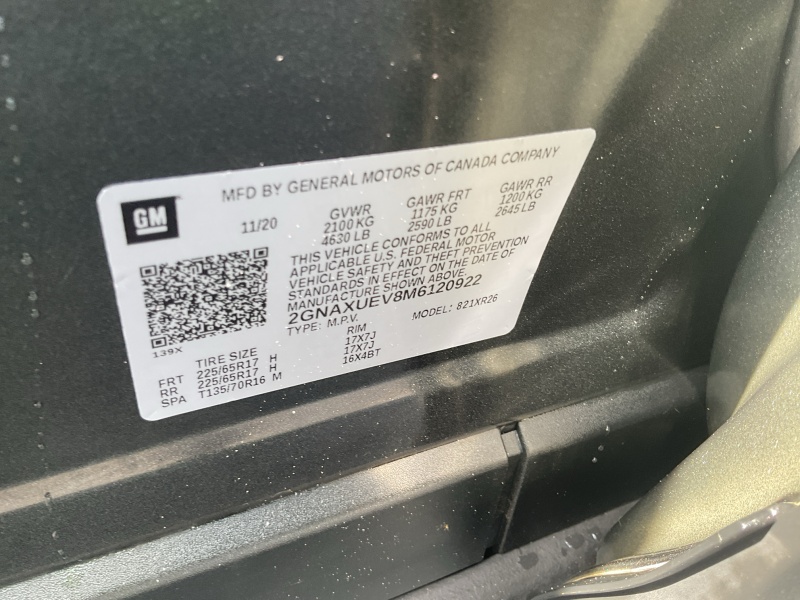 MFD BY GENERAL MOTORS OF CANADA COMPANY
GM
11/20
GVWR
2100 KG
4630 LB
GAWR FRT
1175 KG
2590 LB
GAWR RR
1200 KG
2645 LB
THIS VEHICLE CONFORMS TO ALL
APPLICABLE U.S. FEDERAL MOTOR
VEHICLE SAFETY AND THEFT PREVENTION
STANDARDS IN EFFECT ON THE DATE OF
MANUFACTURE SHOWN ABOVE.
2GNAXUEV8M6120922
TYPE: M.P.V. MODEL: 821XR26
139X
TIRE SIZE RIM
FRT 225/65R17 H 17X7J
RR 225/65R17 H 17X7J
SPA T135/70R16 M 16X4BT